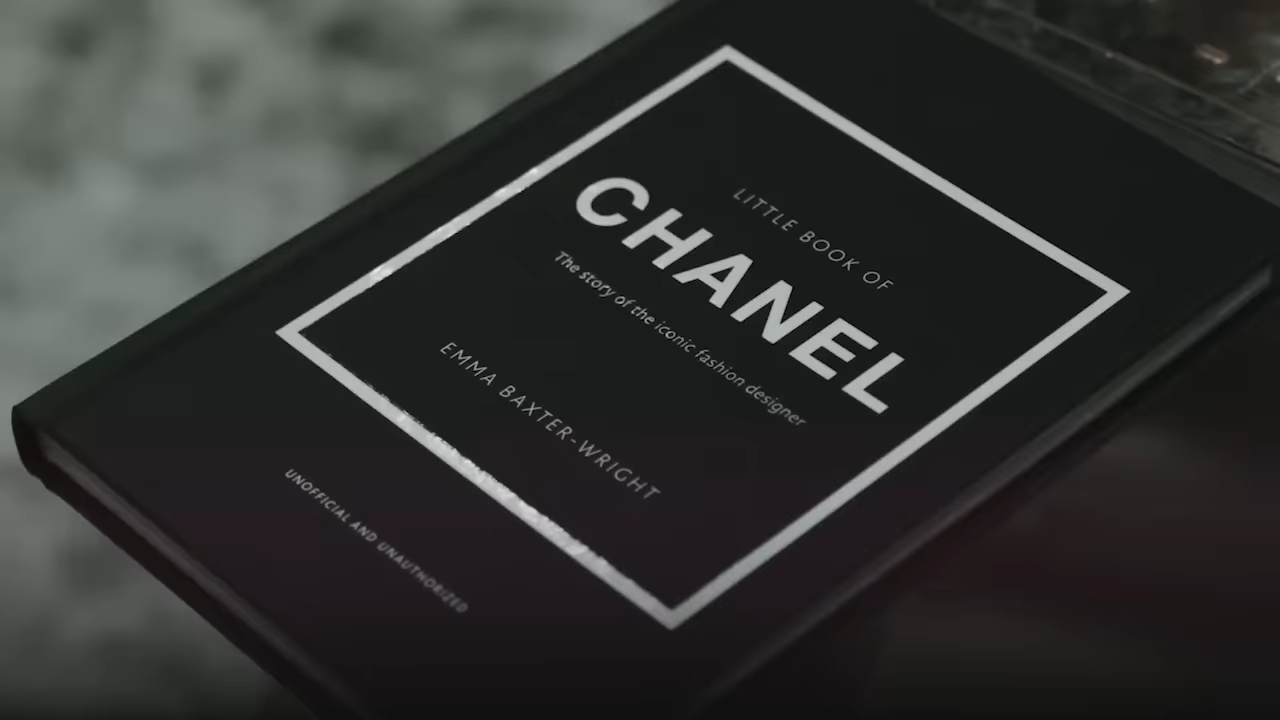 LITTLE BOOK OF
CHANEL
The story of the iconic fashion designer
EMMA BAXTER-WRIGHT
UNOFFICIAL AND UNAUTHORIZED